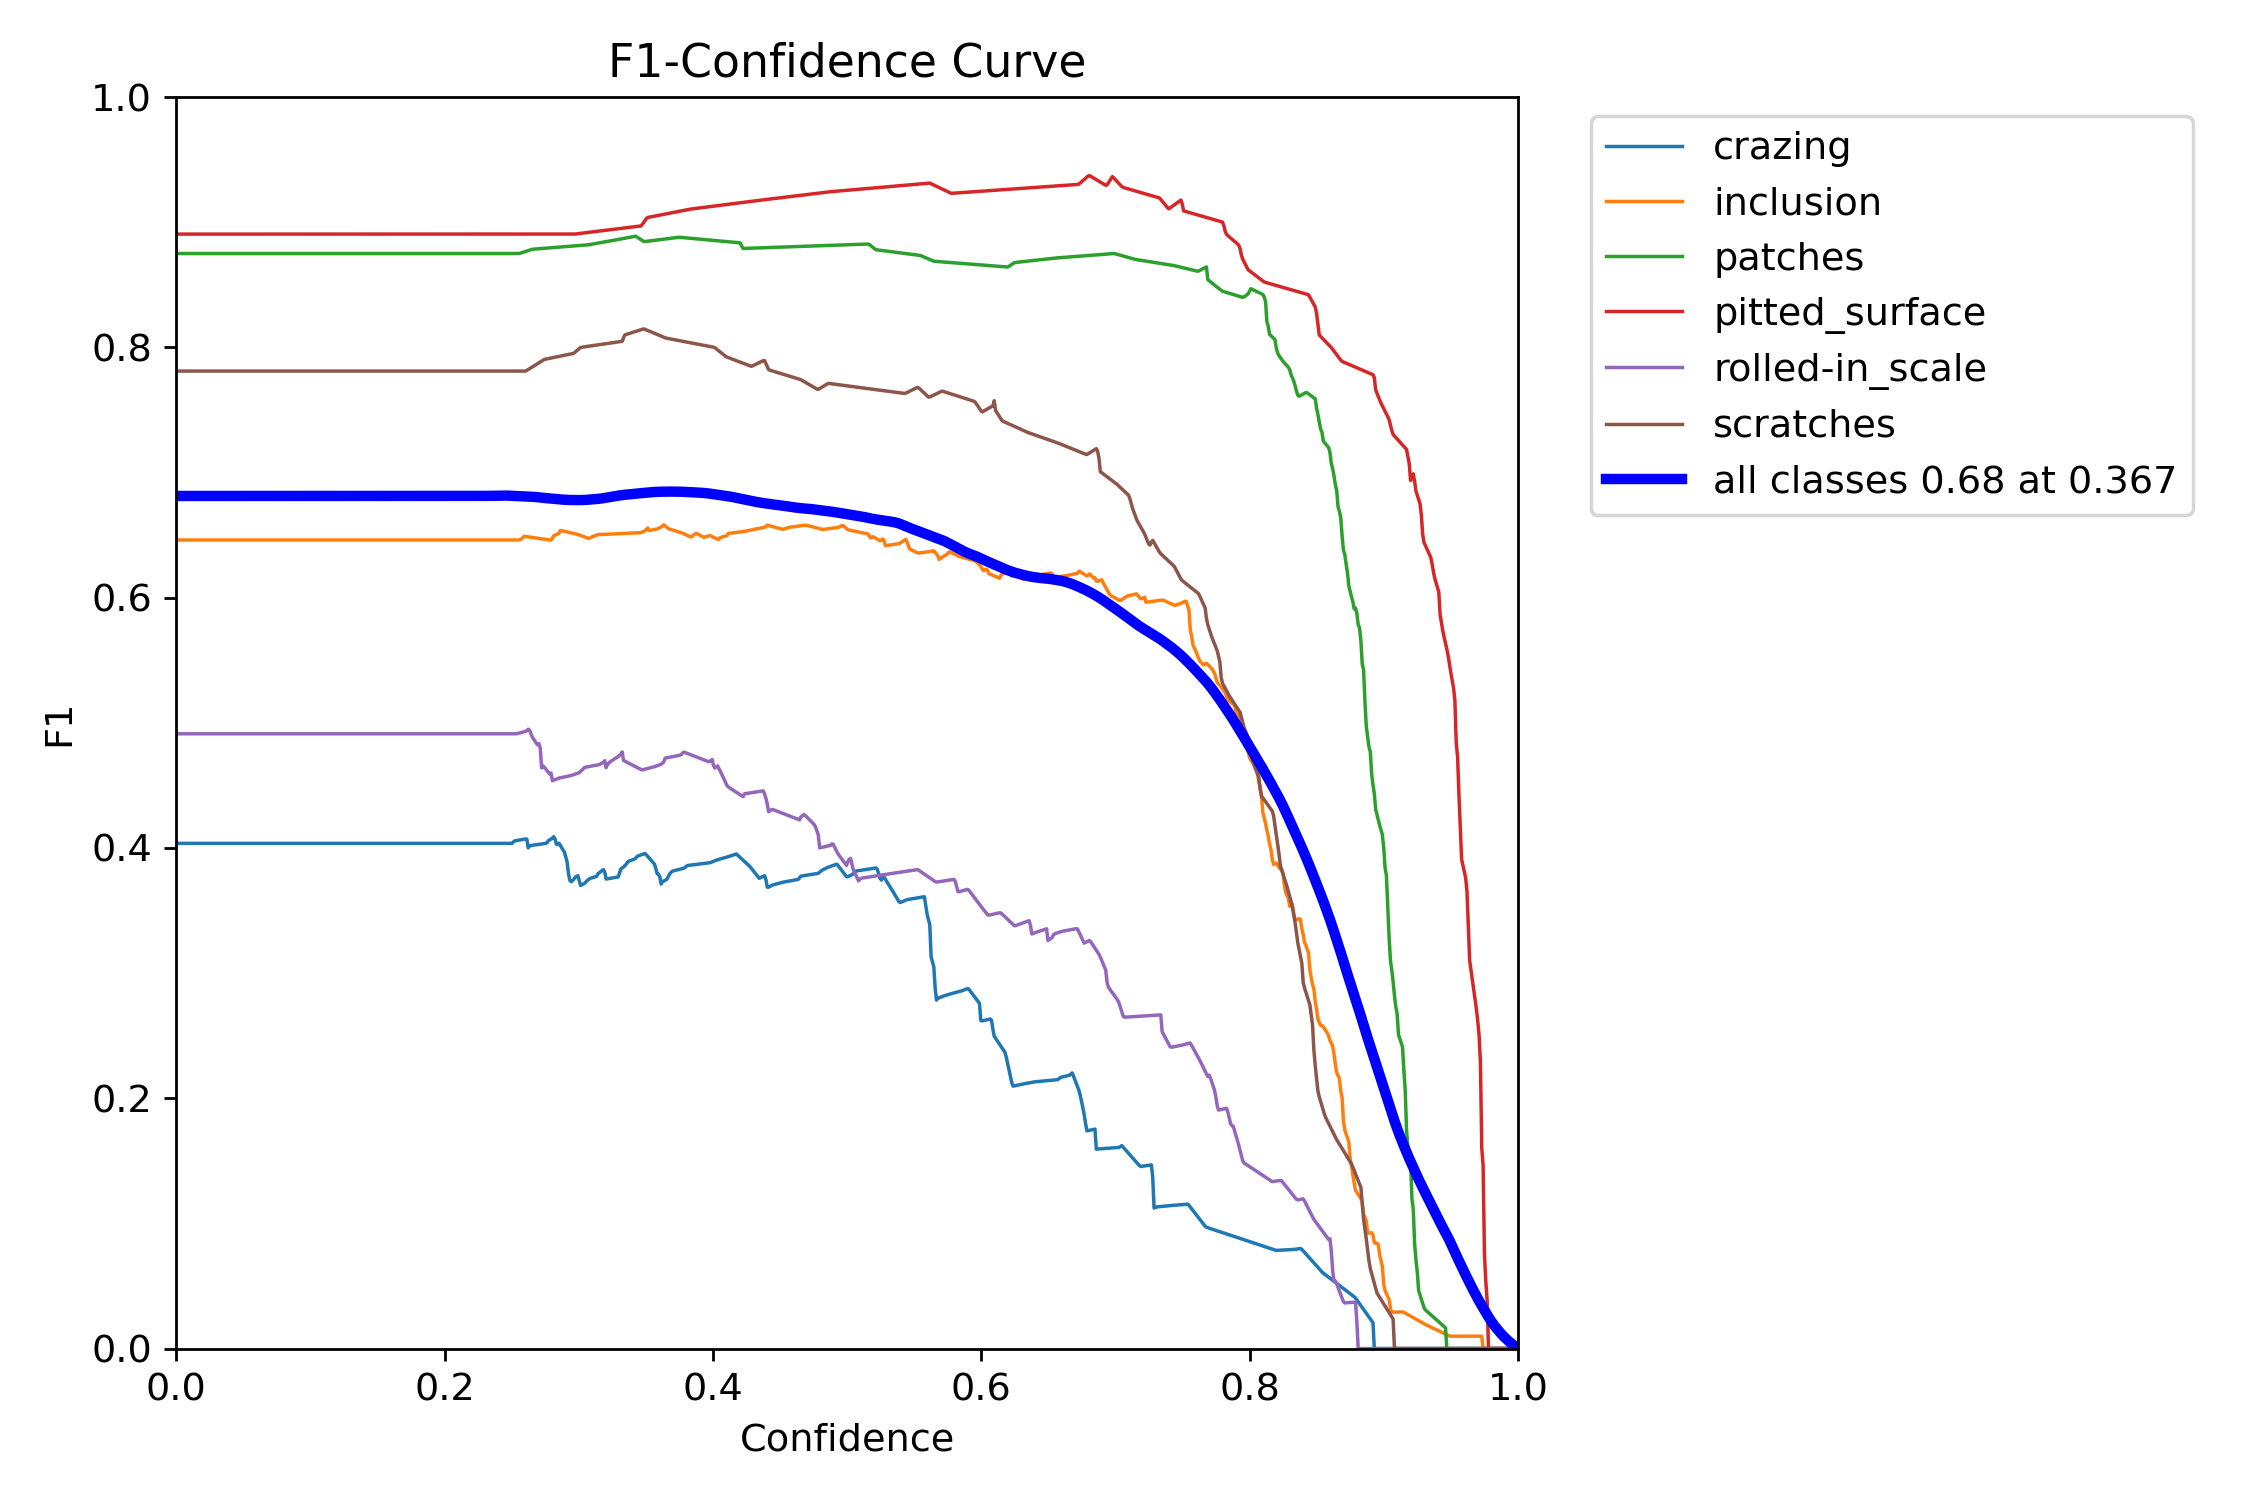 F1-Confidence Curve
1.0
0.8
0.6
0.4
0.2
0.0
F1
0.0 0.2 0.4 0.6 0.8 1.0
Confidence
crazing
inclusion
patches
pitted_surface
rolled-in_scale
scratches
all classes 0.68 at 0.367